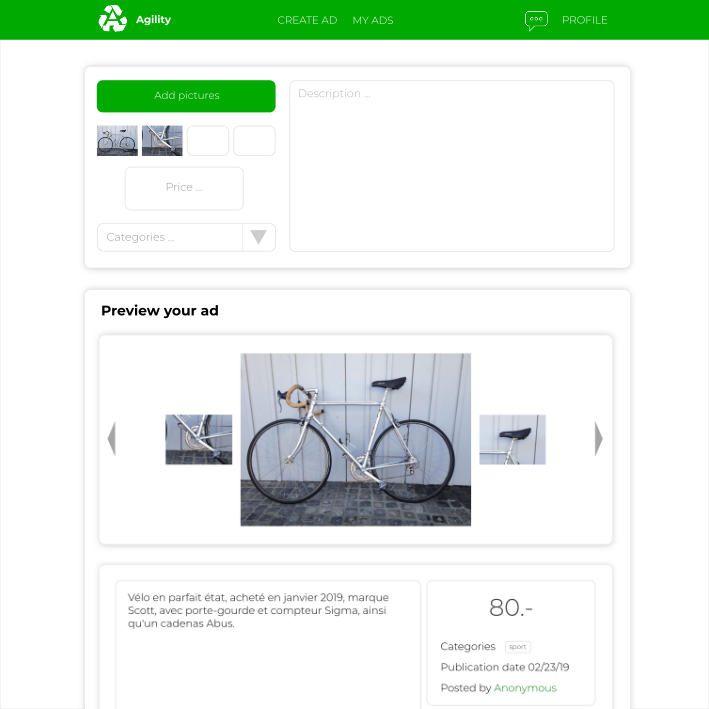 Agility
CREATE AD
MY ADS
PROFILE
Add pictures
Description ...
Price ...
Categories ...
Preview your ad
Vélo en parfait état, acheté en janvier 2019, marque
Scott, avec porte-gourde et compteur Sigma, ainsi
qu'un cadenas Abus.
80.-
Categories sport
Publication date 02/23/19
Posted by Anonymous